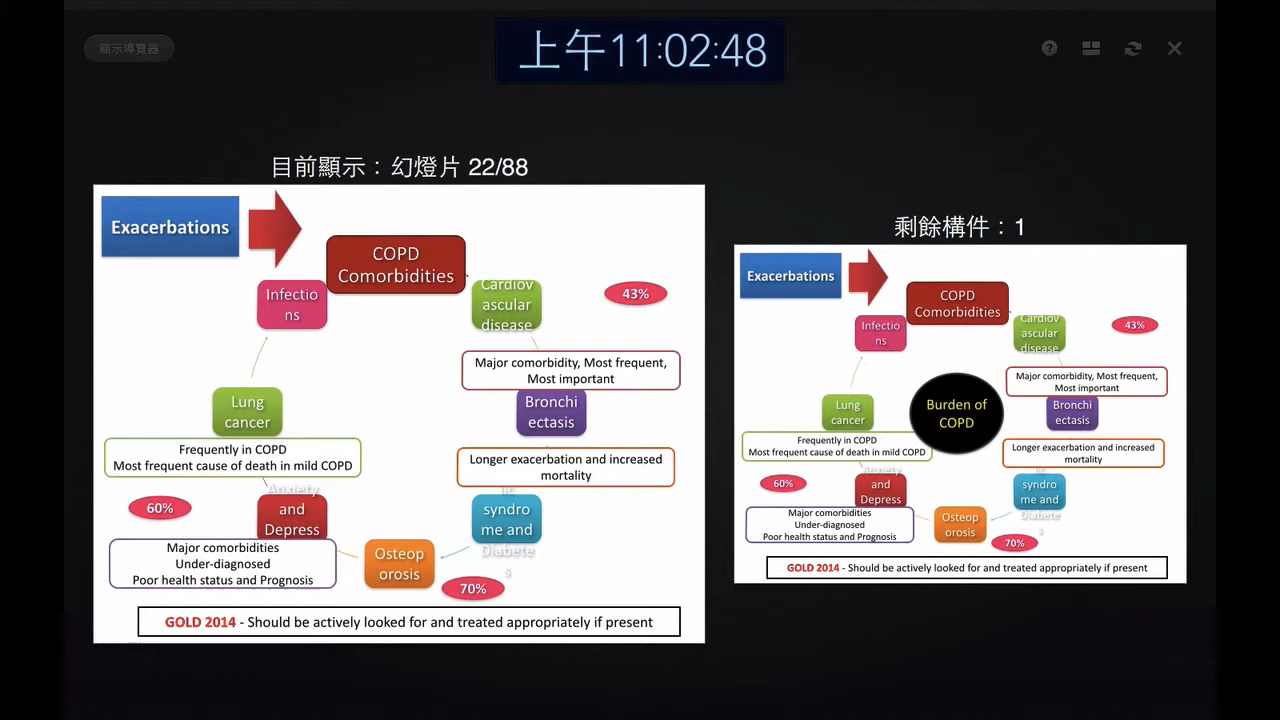 顯示導覽器
上午11:02:48
目前顯示：幻燈片 22/88
Exacerbations
COPD
Comorbidities
Infectio
ns
Cardiov
ascular
disease
43%
Major comorbidity, Most frequent,
Most important
Lung
cancer
Bronchi
ectasis
Frequently in COPD
Most frequent cause of death in mild COPD
Longer exacerbation and increased
mortality
60%
Anxiety
and
Depress
ic
syndro
me and
Diabete
s
Major comorbidities
Under-diagnosed
Poor health status and Prognosis
Osteop
orosis
70%
GOLD 2014 - Should be actively looked for and treated appropriately if present
剩餘構件：1
Exacerbations
COPD
Comorbidities
Infectio
ns
Cardiov
ascular
disease
43%
Major comorbidity, Most frequent,
Most important
Burden of
COPD
Lung
cancer
Bronchi
ectasis
Frequently in COPD
Most frequent cause of death in mild COPD
Longer exacerbation and increased
mortality
60%
Anxiety
and
Depress
ic
syndro
me and
Diabete
s
Major comorbidities
Under-diagnosed
Poor health status and Prognosis
Osteop
orosis
70%
GOLD 2014 - Should be actively looked for and treated appropriately if present